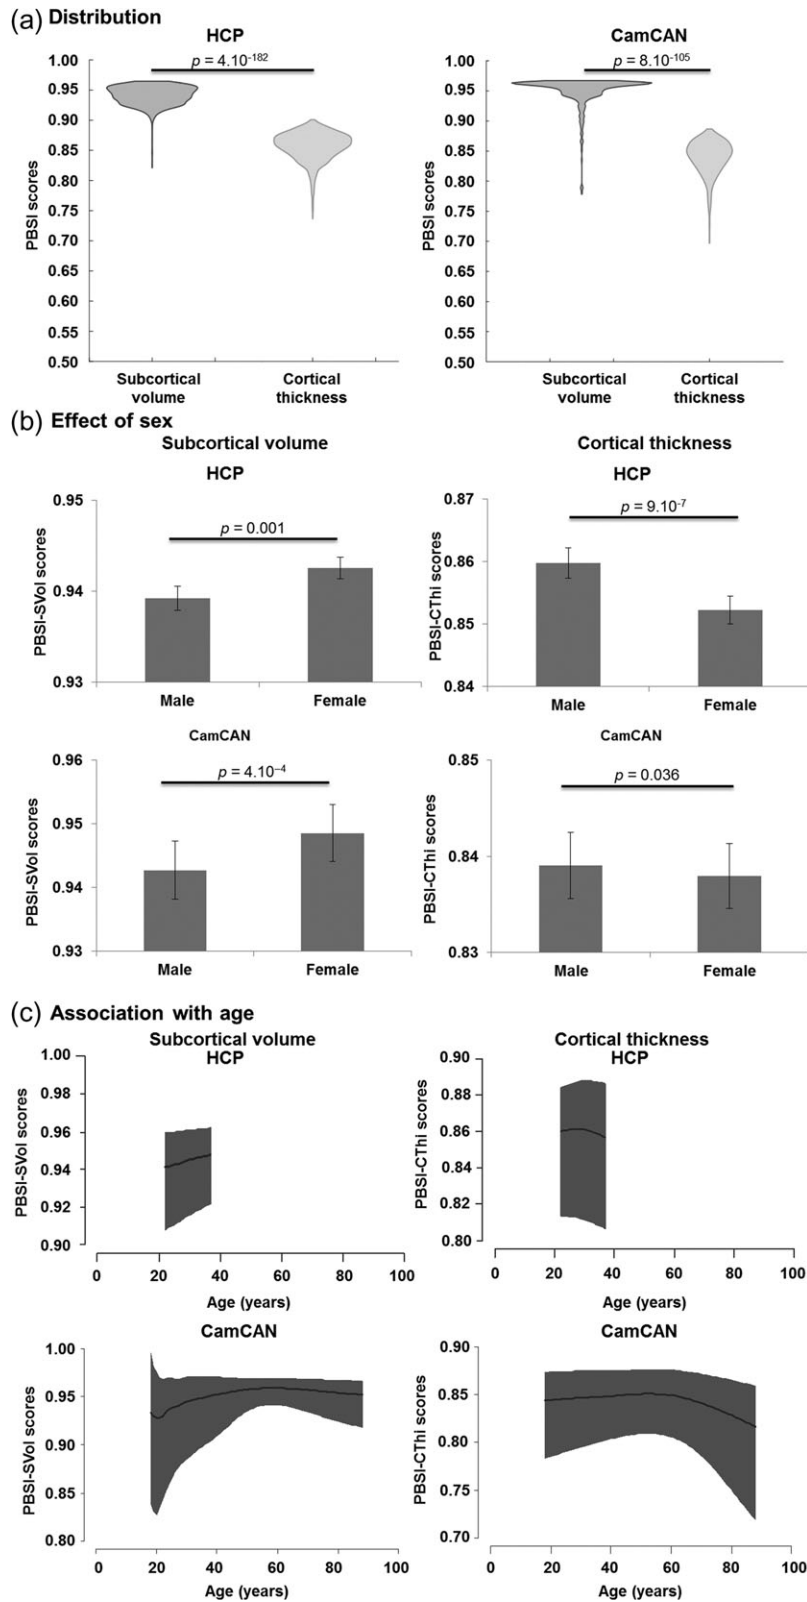 (a) Distribution
HCP
p = 4.10-182
PBSI scores
1.00
0.95
0.90
0.85
0.80
0.75
0.70
0.65
0.60
0.55
0.50
Subcortical
volume
Cortical
thickness
CamCAN
p = 8.10-105
PBSI scores
1.00
0.95
0.90
0.85
0.80
0.75
0.70
0.65
0.60
0.55
0.50
Subcortical
volume
Cortical
thickness
(b) Effect of sex
Subcortical volume
HCP
p = 0.001
PBSI-SVol scores
0.95
0.94
0.93
Male Female
Cortical thickness
HCP
p = 9.10-7
PBSI-CThi scores
0.87
0.86
0.85
0.84
Male Female
CamCAN
p = 4.10−4
PBSI-SVol scores
0.96
0.95
0.94
0.93
Male Female
CamCAN
p = 0.036
PBSI-CThi scores
0.85
0.84
0.83
Male Female
(c) Association with age
Subcortical volume
HCP
PBSI-SVol scores
1.00
0.98
0.96
0.94
0.92
0.90
0 20 40 60 80 100
Age (years)
Cortical thickness
HCP
PBSI-CThi scores
0.90
0.88
0.86
0.84
0.82
0.80
0 20 40 60 80 100
Age (years)
CamCAN
PBSI-SVol scores
1.00
0.95
0.90
0.85
0.80
0 20 40 60 80 100
Age (years)
CamCAN
PBSI-CThi scores
0.90
0.85
0.80
0.75
0.70
0 20 40 60 80 100
Age (years)